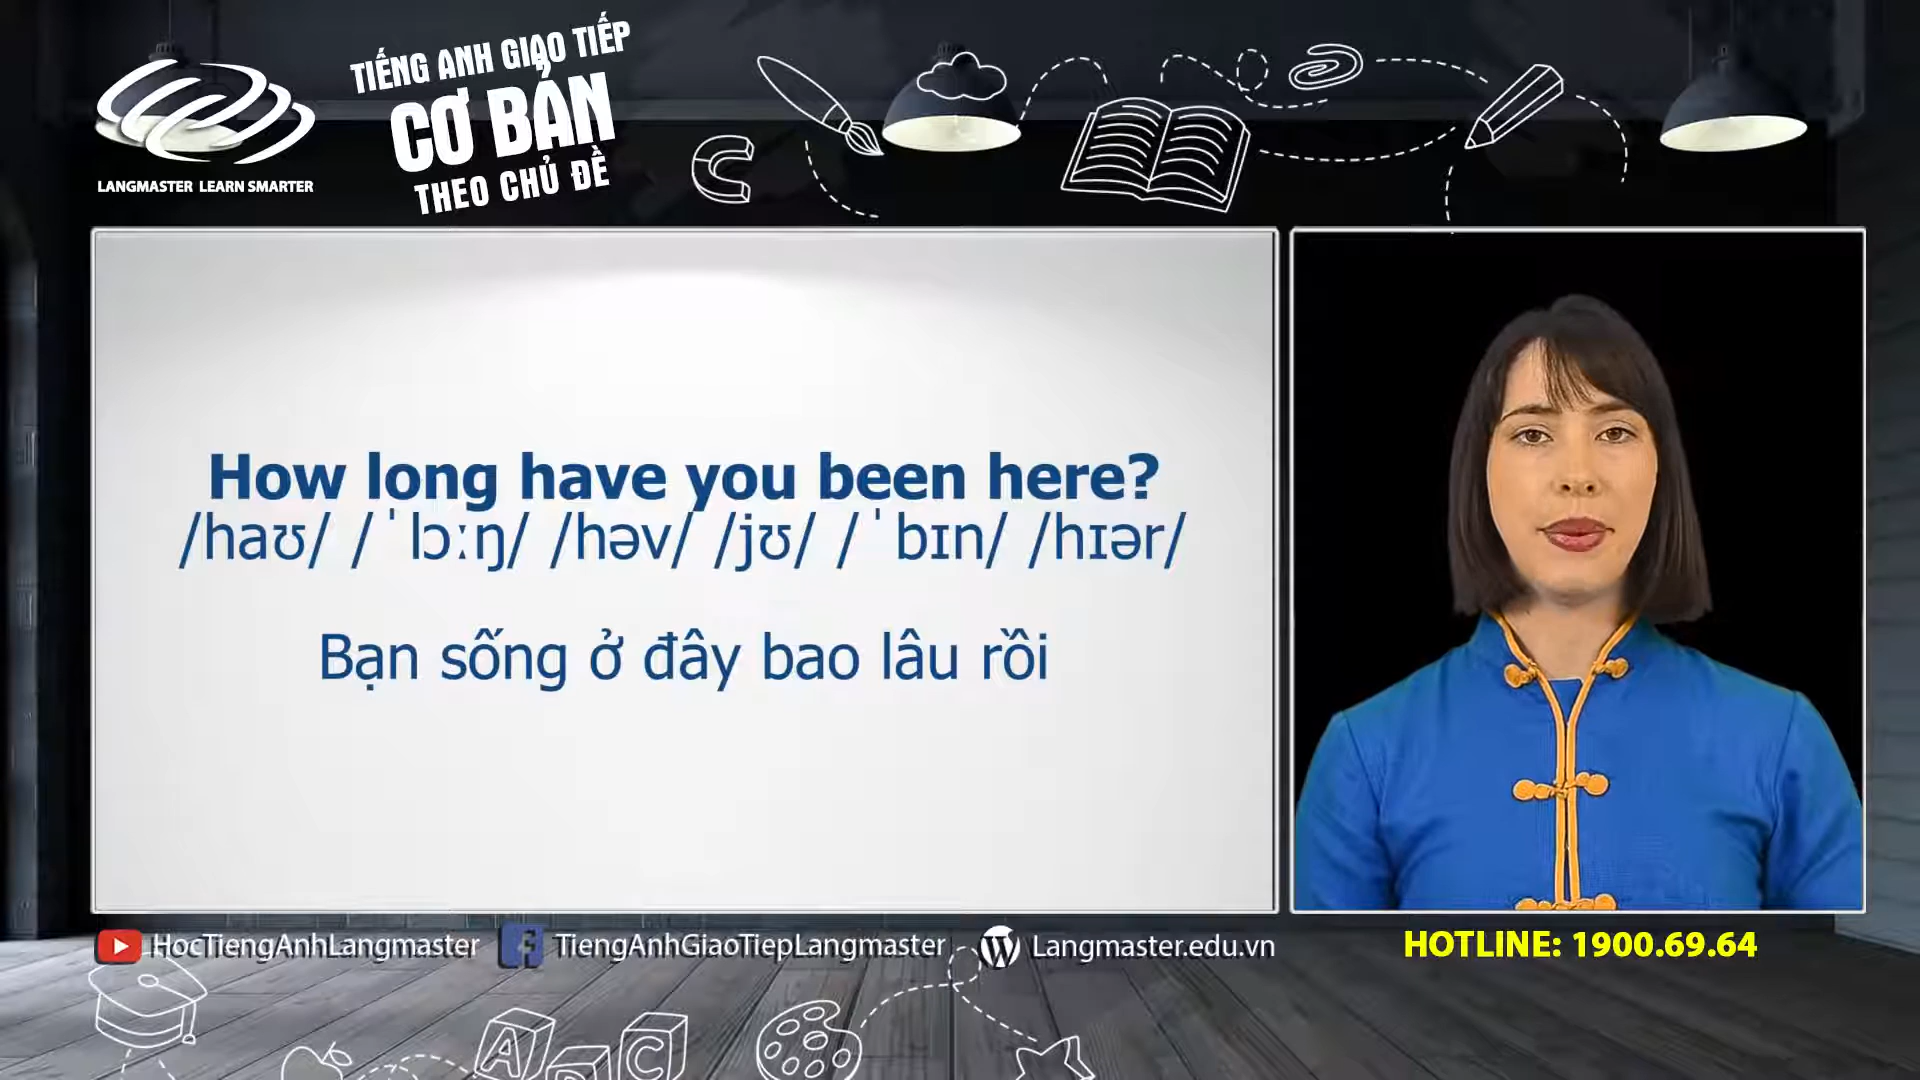 TIẾNG ANH GIAO TIẾP
CƠ BẢN
THEO CHỦ ĐỀ
LANGMASTER LEARN SMARTER
How long have you been here?
/haʊ/ /ˈlɔːŋ/ /həv/ /jʊ/ /ˈbɪn/ /hɪər/
Bạn sống ở đây bao lâu rồi
HocTiengAnhLangmaster
TiengAnhGiaoTiepLangmaster
Langmaster.edu.vn
HOTLINE: 1900.69.64
A
B
C